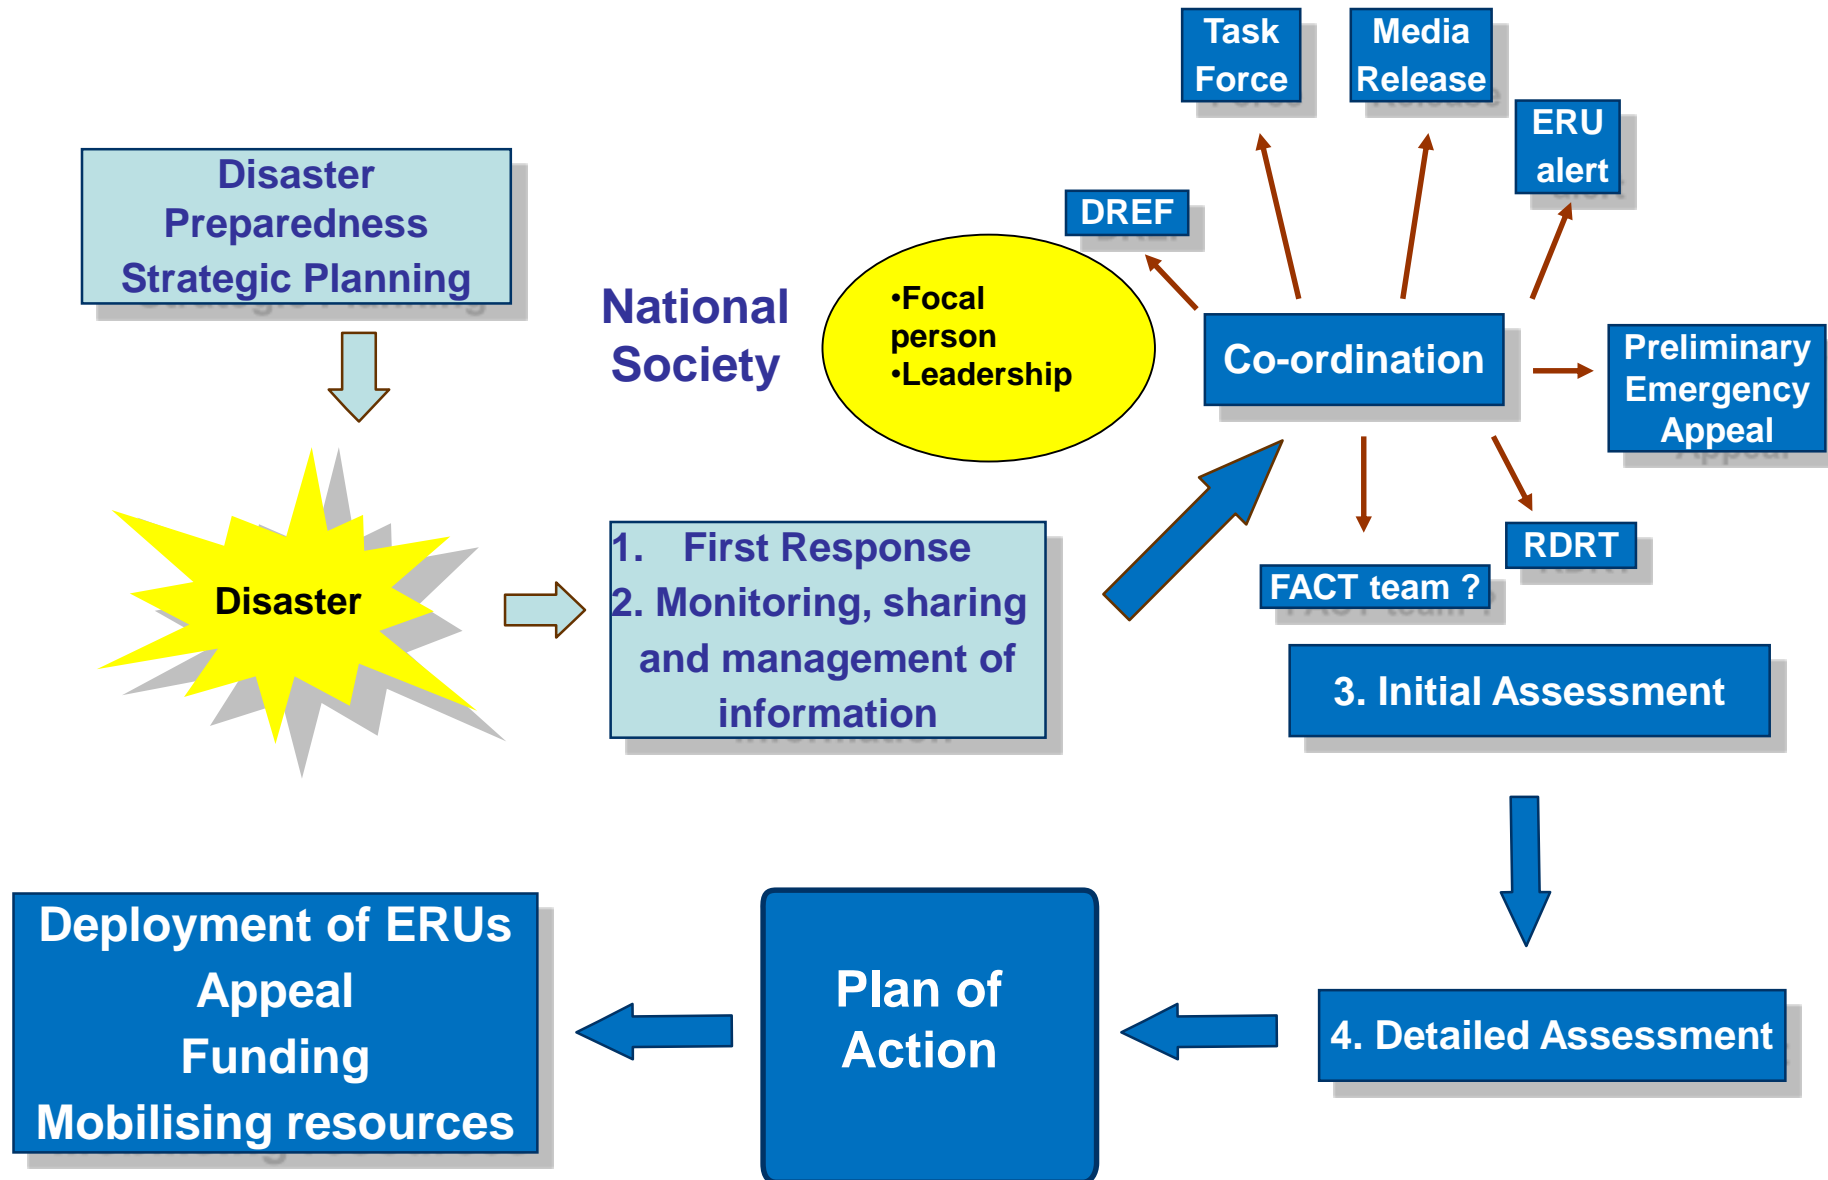 Task
Force
Media
Release
ERU
alert
Disaster
Preparedness
Strategic Planning
DREF
National
Society
•Focal
person
•Leadership
Co-ordination
Preliminary
Emergency
Appeal
Disaster
1. First Response
2. Monitoring, sharing
and management of
information
RDRT
FACT team ?
3. Initial Assessment
Deployment of ERUs
Appeal
Funding
Mobilising resources
Plan of
Action
4. Detailed Assessment